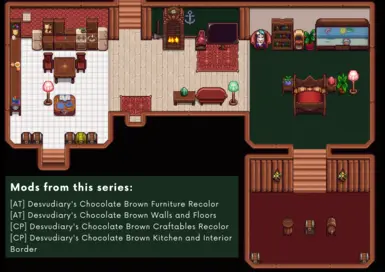 Mods from this series:
[AT] Desvudiary's Chocolate Brown Furniture Recolor
[AT] Desvudiary's Chocolate Brown Walls and Floors
[CP] Desvudiary's Chocolate Brown Craftables Recolor
[CP] Desvudiary's Chocolate Brown Kitchen and Interior
Border